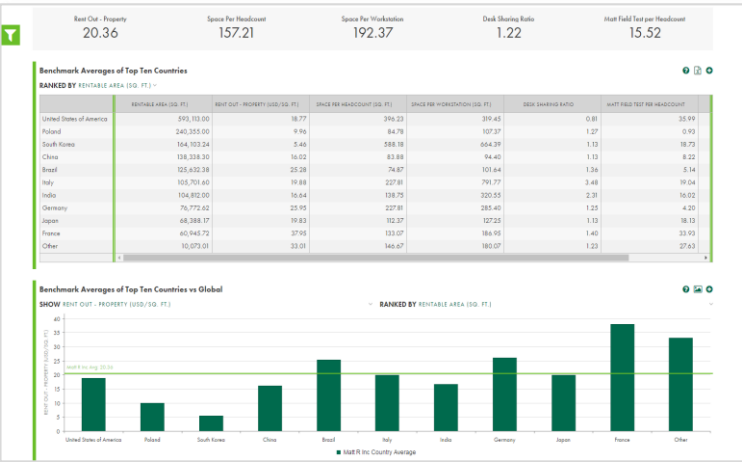 Rent Out - Property Space Per Headcount Space Per Workstation Desk Sharing Ratio Matt Field Test per Headcount
20.36 157.21 192.37 1.22 15.52
Benchmark Averages of Top Ten Countries
RANKED BY RENTABLE AREA (SQ. FT.)
RENTABLE AREA (SQ. FT.) RENT OUT - PROPERTY (USD/SQ. FT.) SPACE PER HEADCOUNT (SQ. FT.) SPACE PER WORKSTATION (SQ. FT.) DESK SHARING RATIO MATT FIELD TEST PER HEADCOUNT
United States of America 593,113.00 18.77 396.23 319.45 0.81 35.99
Poland 240,355.00 9.96 84.78 107.37 1.27 0.93
South Korea 164,103.24 5.46 588.18 664.39 1.13 18.73
China 138,338.30 16.02 83.88 94.40 1.13 8.22
Brazil 125,632.38 25.28 74.87 101.64 1.36 5.14
Italy 105,701.60 19.88 227.81 791.77 3.48 19.04
India 104,812.00 16.64 138.75 320.55 2.31 16.02
Germany 76,772.62 25.95 227.81 285.40 1.25 4.20
Japan 68,388.17 19.83 112.37 127.25 1.13 18.13
France 60,945.72 37.95 133.07 186.95 1.40 33.93
Other 10,073.01 33.01 146.67 180.07 1.23 27.63
Benchmark Averages of Top Ten Countries vs Global
SHOW RENT OUT - PROPERTY (USD/SQ. FT.) RANKED BY RENTABLE AREA (SQ. FT.)
RENT OUT - PROPERTY (USD/SQ. FT.)
40
35
30
25
Matt R Inc Avg: 20.36
20
15
10
5
0
United States of America Poland South Korea China Brazil Italy India Germany Japan France Other
Matt R Inc Country Average